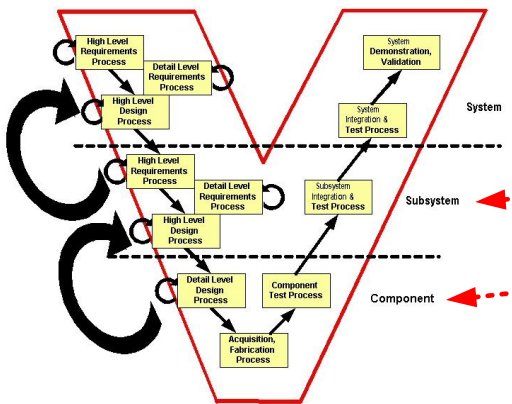 High Level
Requirements
Process
Detail Level
Requirements
Process
High Level
Design
Process
High Level
Requirements
Process
Detail Level
Requirements
Process
High Level
Design
Process
Detail Level
Design
Process
Acquisition,
Fabrication
Process
Component
Test Process
Subsystem
Integration &
Test Process
System
Integration &
Test Process
System
Demonstration,
Validation
System
Subsystem
Component